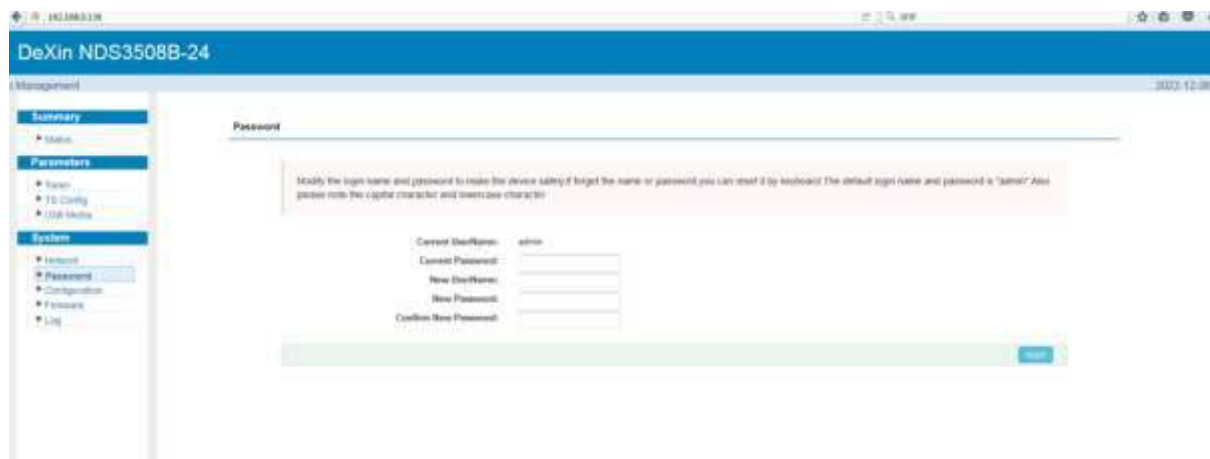 DeXin NDS3508B-24
Management
Summary
Status
Password
Parameters
Tuner
TS Config
USB Media
Modify the login name and password to make the device safety.If forget the name or password,you can reset it by keyboard.The default login name and password is "admin".Also
please note the capital character and lowercase character.
System
Network
Password
Configuration
Firmware
Log
Current UserName: admin
Current Password:
New UserName:
New Password:
Confirm New Password: